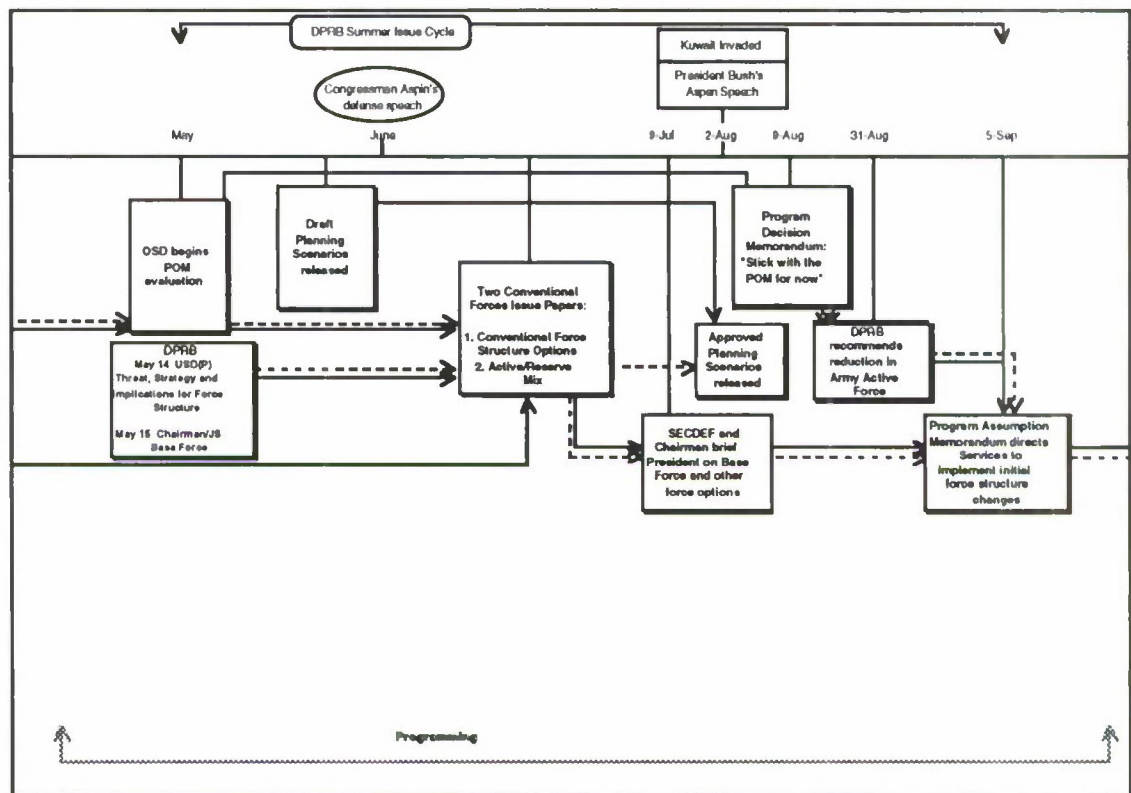 DPRB Summer Issue Cycle
Kuwait Invaded
President Bush's
Aspen Speech
Congressman Aspin's
defense speech
May
June
9-Jul
2-Aug
9-Aug
31-Aug
5-Sep
OSD begins
POM
evaluation
Draft
Planning
Scenarios
released
Program
Decision
Memorandum:
"Stick with the
POM for now"
Two Conventional
Forces Issue Papers:
1. Conventional Force
Structure Options
2. Active/Reserve
Mix
Approved
Planning
Scenarios
released
DPRB
recommends
reduction in
Army Active
Force
DPRB
May 14 USD(P)
Threat, Strategy and
Implications for Force
Structure
May 15 Chairman/JS
Base Force
SECDEF and
Chairman brief
President on Base
Force and other
force options
Program Assumption
Memorandum directs
Services to
implement initial
force structure
changes
Programming